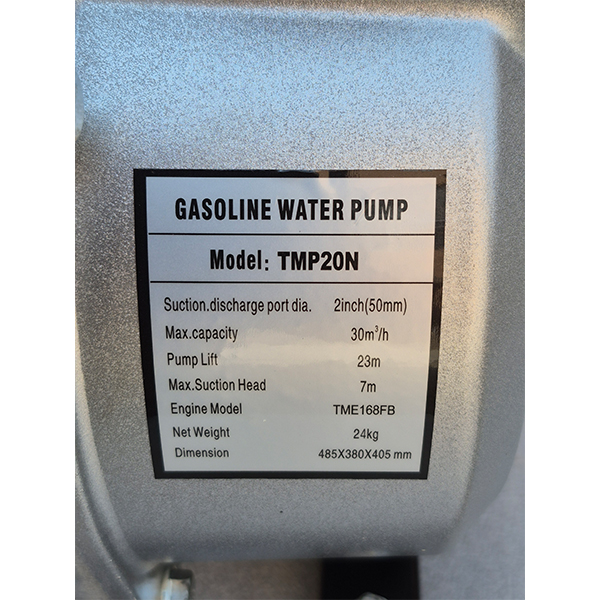 GASOLINE WATER PUMP
Model: TMP20N
Suction.discharge port dia. 2inch(50mm)
Max.capacity 30m³/h
Pump Lift 23m
Max.Suction Head 7m
Engine Model TME168FB
Net Weight 24kg
Dimension 485X380X405 mm